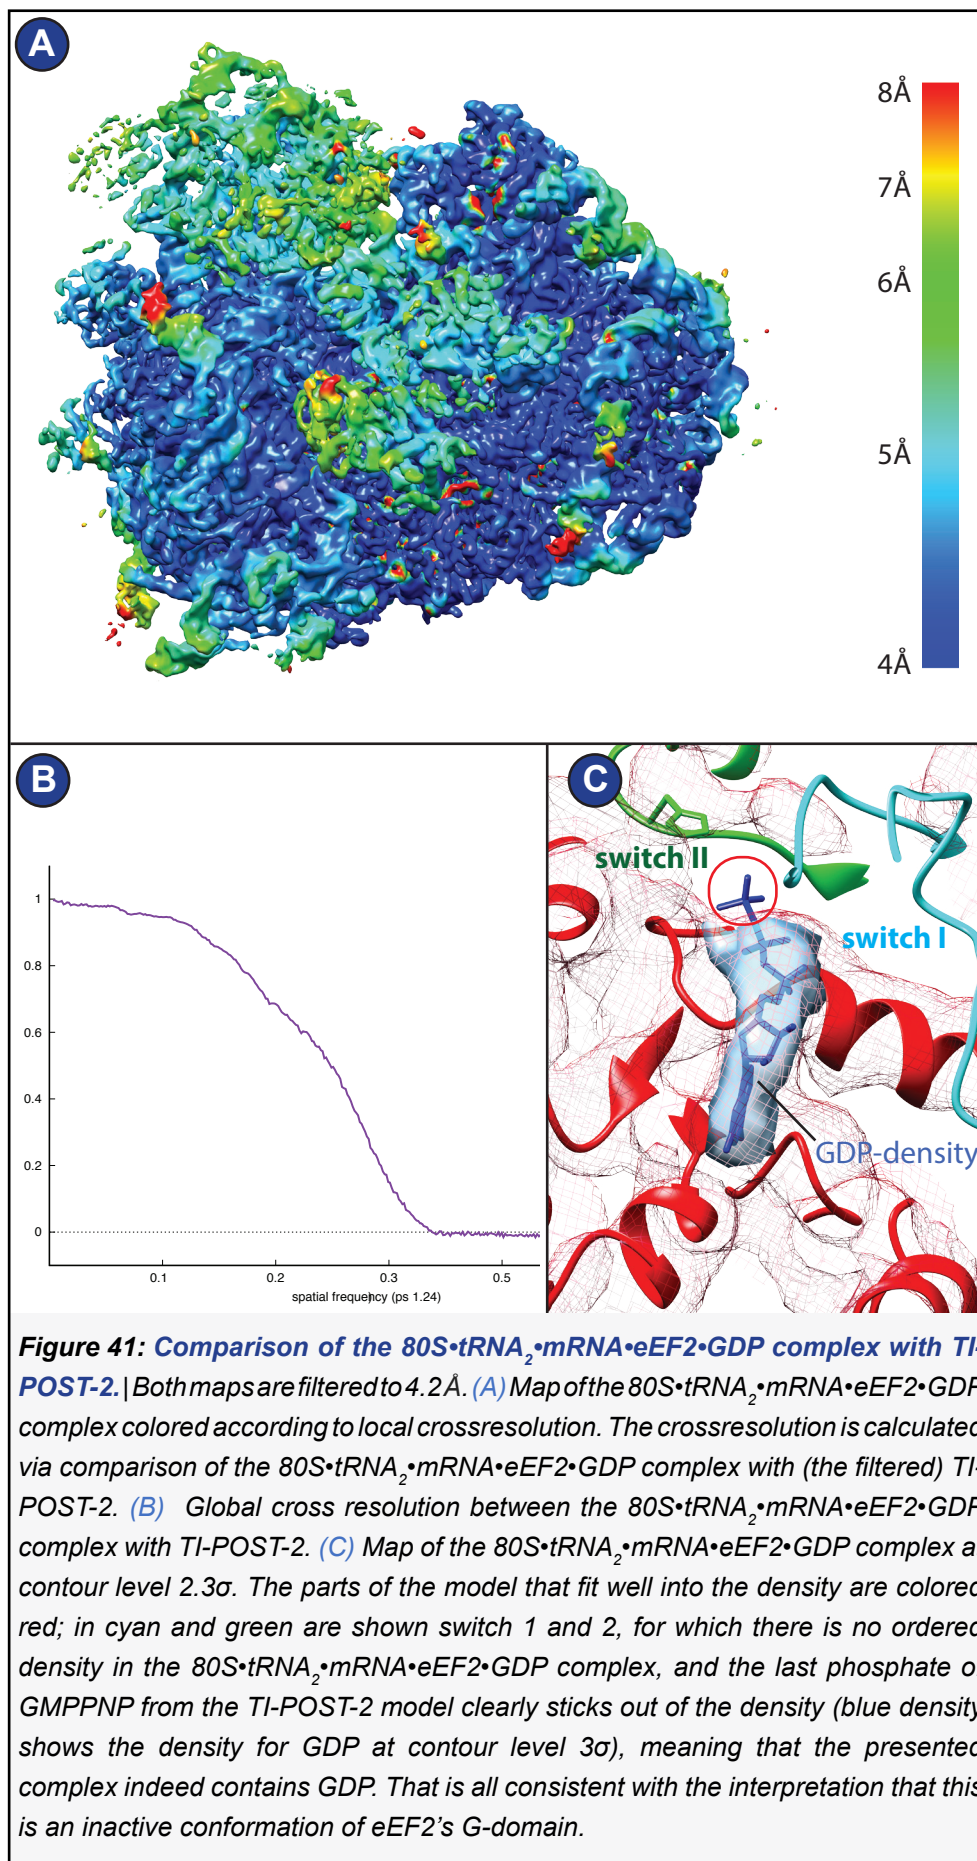 A
8Å
7Å
6Å
5Å
4Å
B
1
0.8
0.6
0.4
0.2
0
0.1
0.2
0.3
0.5
spatial frequency (ps 1.24)
C
switch II
switch I
GDP-density
Figure 41: Comparison of the 80S•tRNA₂•mRNA•eEF2•GDP complex with TI-
POST-2. | Both maps are filtered to 4.2 Å. (A) Map of the 80S•tRNA₂•mRNA•eEF2•GDP
complex colored according to local crossresolution. The crossresolution is calculated
via comparison of the 80S•tRNA₂•mRNA•eEF2•GDP complex with (the filtered) TI-
POST-2. (B) Global cross resolution between the 80S•tRNA₂•mRNA•eEF2•GDP
complex with TI-POST-2. (C) Map of the 80S•tRNA₂•mRNA•eEF2•GDP complex a
contour level 2.3σ. The parts of the model that fit well into the density are colored
red; in cyan and green are shown switch 1 and 2, for which there is no ordered
density in the 80S•tRNA₂•mRNA•eEF2•GDP complex, and the last phosphate o
GMPPNP from the TI-POST-2 model clearly sticks out of the density (blue density
shows the density for GDP at contour level 3σ), meaning that the presented
complex indeed contains GDP. That is all consistent with the interpretation that this
is an inactive conformation of eEF2's G-domain.